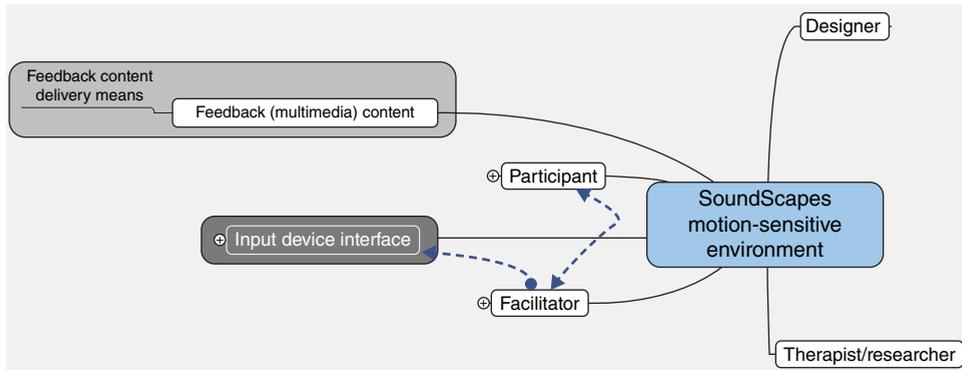 Designer
Feedback content
delivery means
Feedback (multimedia) content
Participant
SoundScapes
motion-sensitive
environment
Input device interface
Facilitator
Therapist/researcher